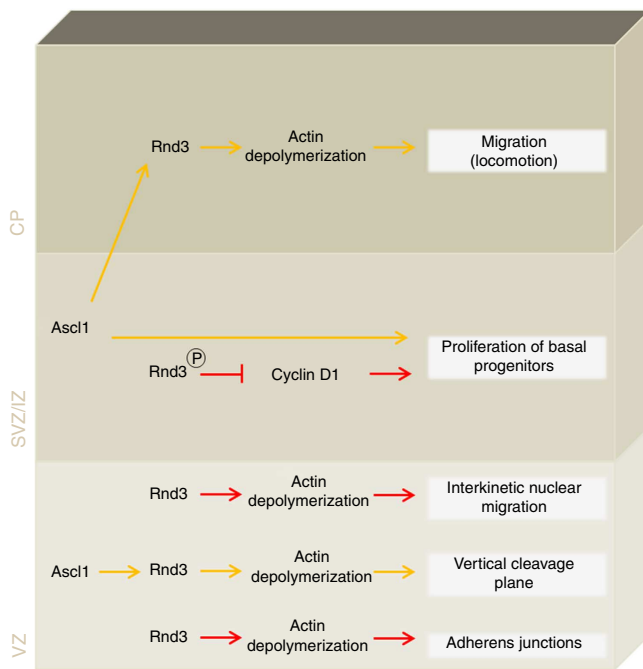 CP
Rnd3
Actin
depolymerization
Migration
(locomotion)
SVZ/IZ
Ascl1
Rnd3
P
Cyclin D1
Proliferation of basal
progenitors
VZ
Rnd3
Actin
depolymerization
Interkinetic nuclear
migration
Ascl1
Rnd3
Actin
depolymerization
Vertical cleavage
plane
Rnd3
Actin
depolymerization
Adherens junctions